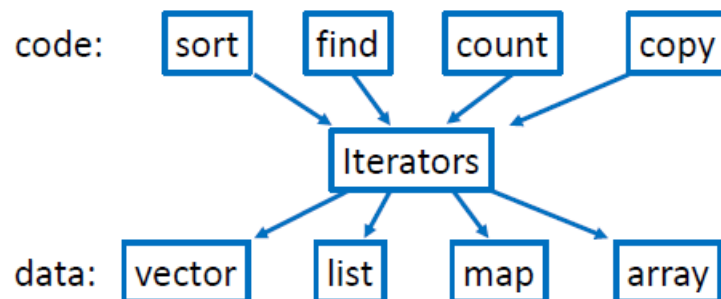 code: sort find count copy
Iterators
data: vector list map array